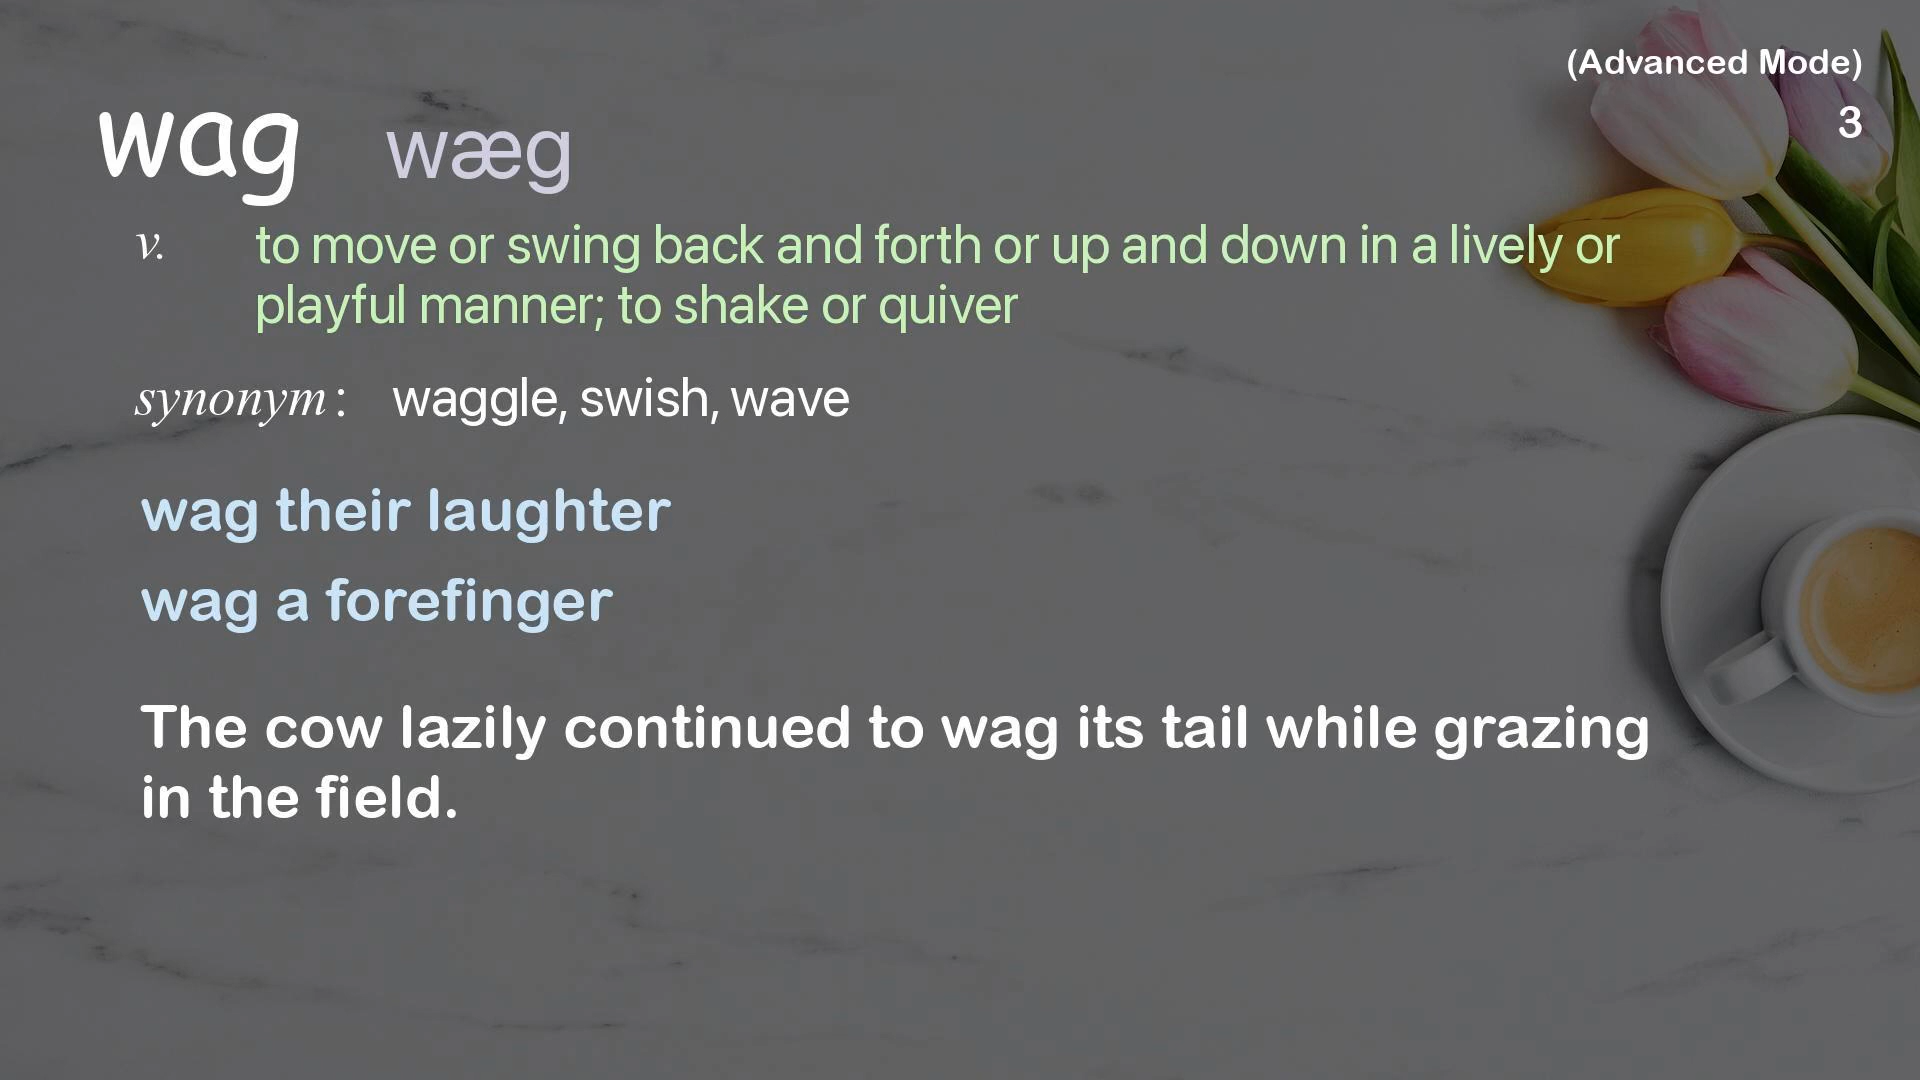 (Advanced Mode)
3
wag wæg
v. to move or swing back and forth or up and down in a lively or
playful manner; to shake or quiver
synonym: waggle, swish, wave
wag their laughter
wag a forefinger
The cow lazily continued to wag its tail while grazing
in the field.